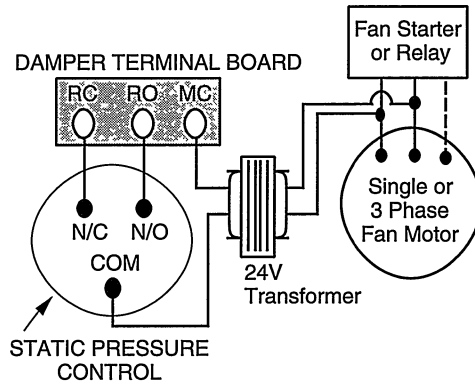 Fan Starter
or Relay
DAMPER TERMINAL BOARD
RC RO MC
Single or
3 Phase
Fan Motor
N/C N/O
COM
24V
Transformer
STATIC PRESSURE
CONTROL